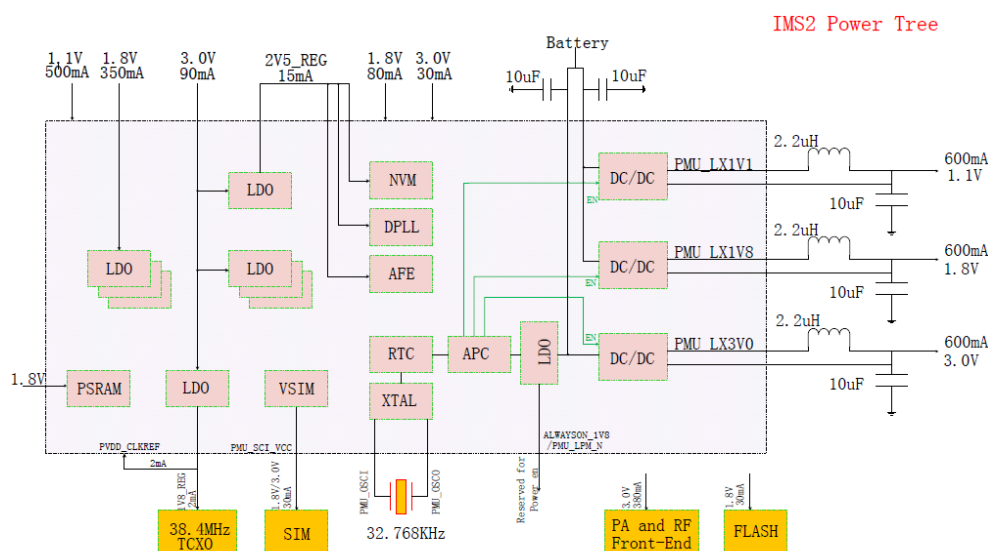 IMS2 Power Tree
Battery
1.1V
500mA
1.8V
350mA
3.0V
90mA
2V5_REG
15mA
1.8V
80mA
3.0V
30mA
10uF
10uF
2.2uH
LDO
NVM
DC/DC
PMU_LX1V1
EN
600mA
1.1V
10uF
DPLL
2.2uH
LDO
LDO
AFE
DC/DC
PMU_LX1V8
EN
600mA
1.8V
10uF
2.2uH
RTC
APC
LDO
EN
DC/DC
PMU_LX3V0
600mA
3.0V
10uF
1.8V
PSRAM
LDO
VSIM
XTAL
PVDD_CLKREF
2mA
PMU_SCI_VCC
ALWAYSON_1V8
/PMU_LPM_N
1V8_REG
2mA
1.8V/3.0V
30mA
PMU_OSCI
PMU_OSCO
Reserved for
Power_en
3.0V
380mA
1.8V
30mA
38.4MHz
TCXO
SIM
32.768KHz
PA and RF
Front-End
FLASH